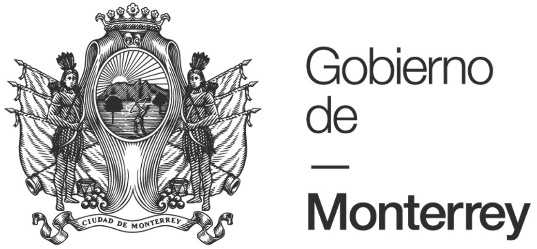 CIUDAD DE MONTERREY
Gobierno
de
—
Monterrey